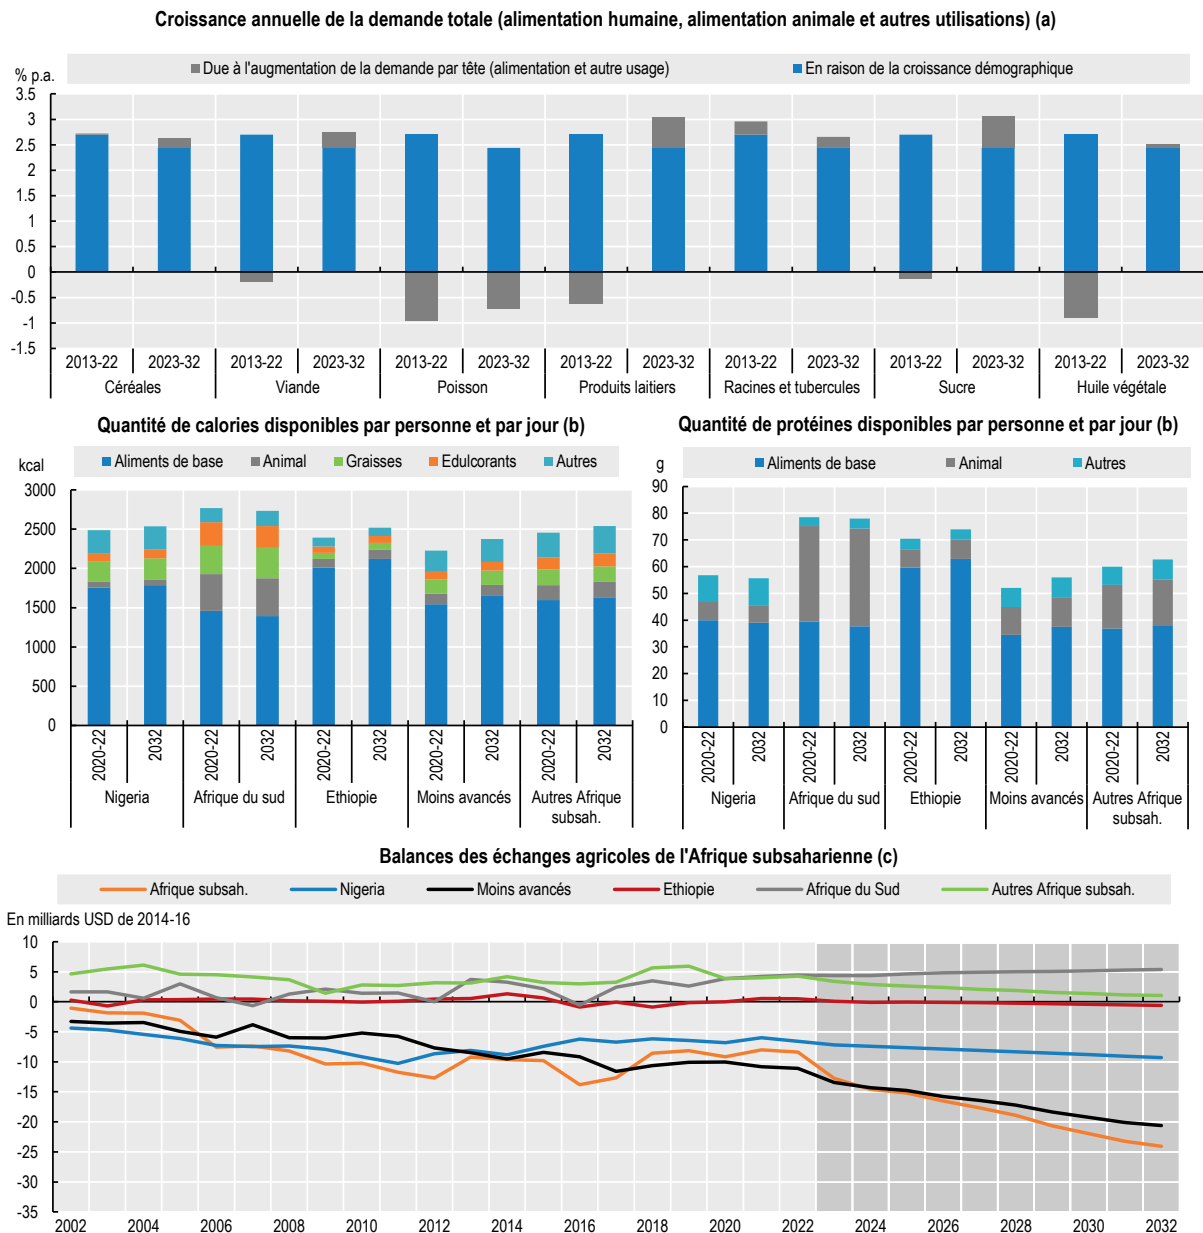 Croissance annuelle de la demande totale (alimentation humaine, alimentation animale et autres utilisations) (a)
% p.a.
Due à l'augmentation de la demande par tête (alimentation et autre usage)
En raison de la croissance démographique
3.5
3
2.5
2
1.5
1
0.5
0
-0.5
-1
-1.5
2013-22 2023-32 2013-22 2023-32 2013-22 2023-32 2013-22 2023-32 2013-22 2023-32 2013-22 2023-32 2013-22 2023-32
Céréales Viande Poisson Produits laitiers Racines et tubercules Sucre Huile végétale
Quantité de calories disponibles par personne et par jour (b)
kcal
Aliments de base Animal Graisses Edulcorants Autres
3000
2500
2000
1500
1000
500
0
2020-22 2032 2020-22 2032 2020-22 2032 2020-22 2032 2020-22 2032
Nigeria Afrique du sud Ethiopie Moins avancés Autres Afrique
subsah.
Quantité de protéines disponibles par personne et par jour (b)
g
Aliments de base Animal Autres
90
80
70
60
50
40
30
20
10
0
2020-22 2032 2020-22 2032 2020-22 2032 2020-22 2032 2020-22 2032
Nigeria Afrique du sud Ethiopie Moins avancés Autres Afrique
subsah.
Balances des échanges agricoles de l'Afrique subsaharienne (c)
Afrique subsah. Nigeria Moins avancés Ethiopie Afrique du Sud Autres Afrique subsah.
En milliards USD de 2014-16
10
5
0
-5
-10
-15
-20
-25
-30
-35
2002 2004 2006 2008 2010 2012 2014 2016 2018 2020 2022 2024 2026 2028 2030 2032